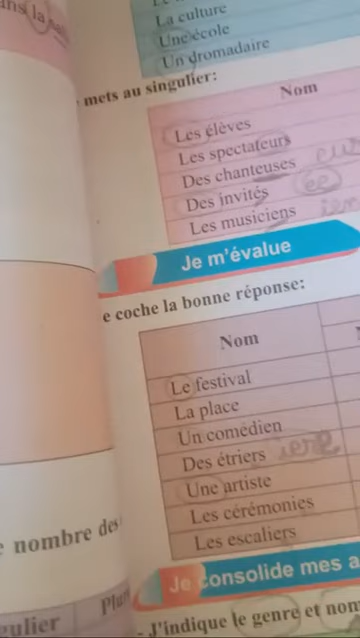 la
La culture
Une école
Un dromadaire
mets au singulier:
Nom
Les élèves
Les spectateurs
Des chanteuses
Des invités
Les musiciens
Je m'évalue
e coche la bonne réponse:
Nom
Le festival
La place
Un comédien
Des étriers
Une artiste
Les cérémonies
Les escaliers
nombre des
Je consolide mes a
Plur
gulier
- J'indique le genre et nom